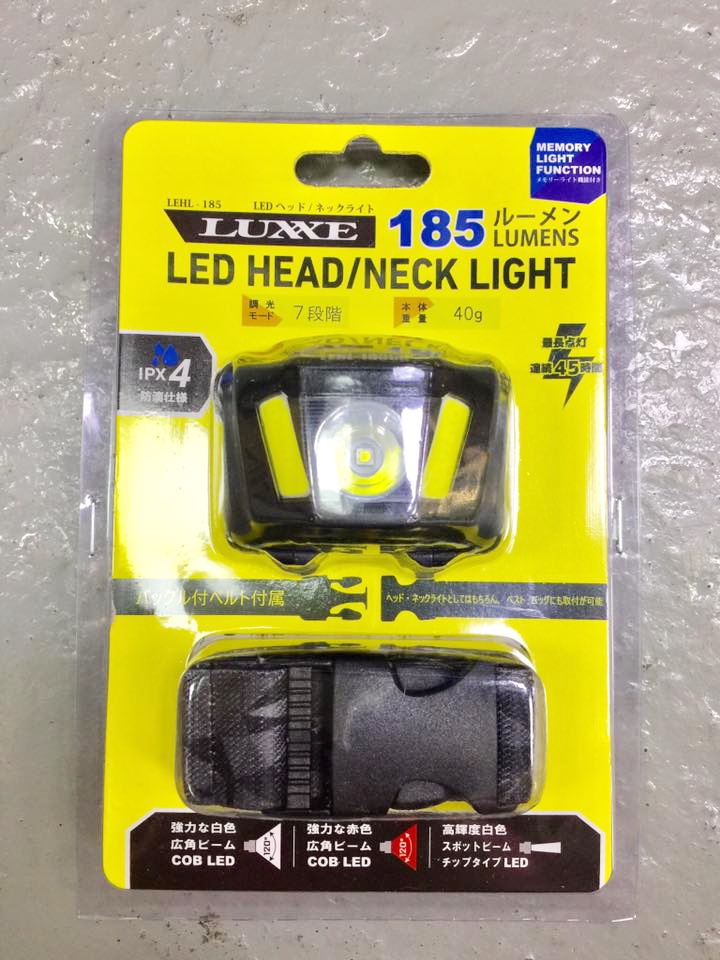 MEMORY
LIGHT
FUNCTION
メモリーライト機能付き
LEHL-185
LEDヘッド/ネックライト
LUXXE
185 ルーメン
LUMENS
LED HEAD/NECK LIGHT
調光
モード
7段階
本体
重量
40g
IPX4
防滴仕様
最長点灯
連続45時間
バックル付ベルト付属
ヘッド・ネックライトとしてはもちろん、ベスト バッグにも取付が可能
強力な白色
広角ビーム
COB LED
120°
強力な赤色
広角ビーム
COB LED
120°
高輝度白色
スポットビーム
チップタイプLED